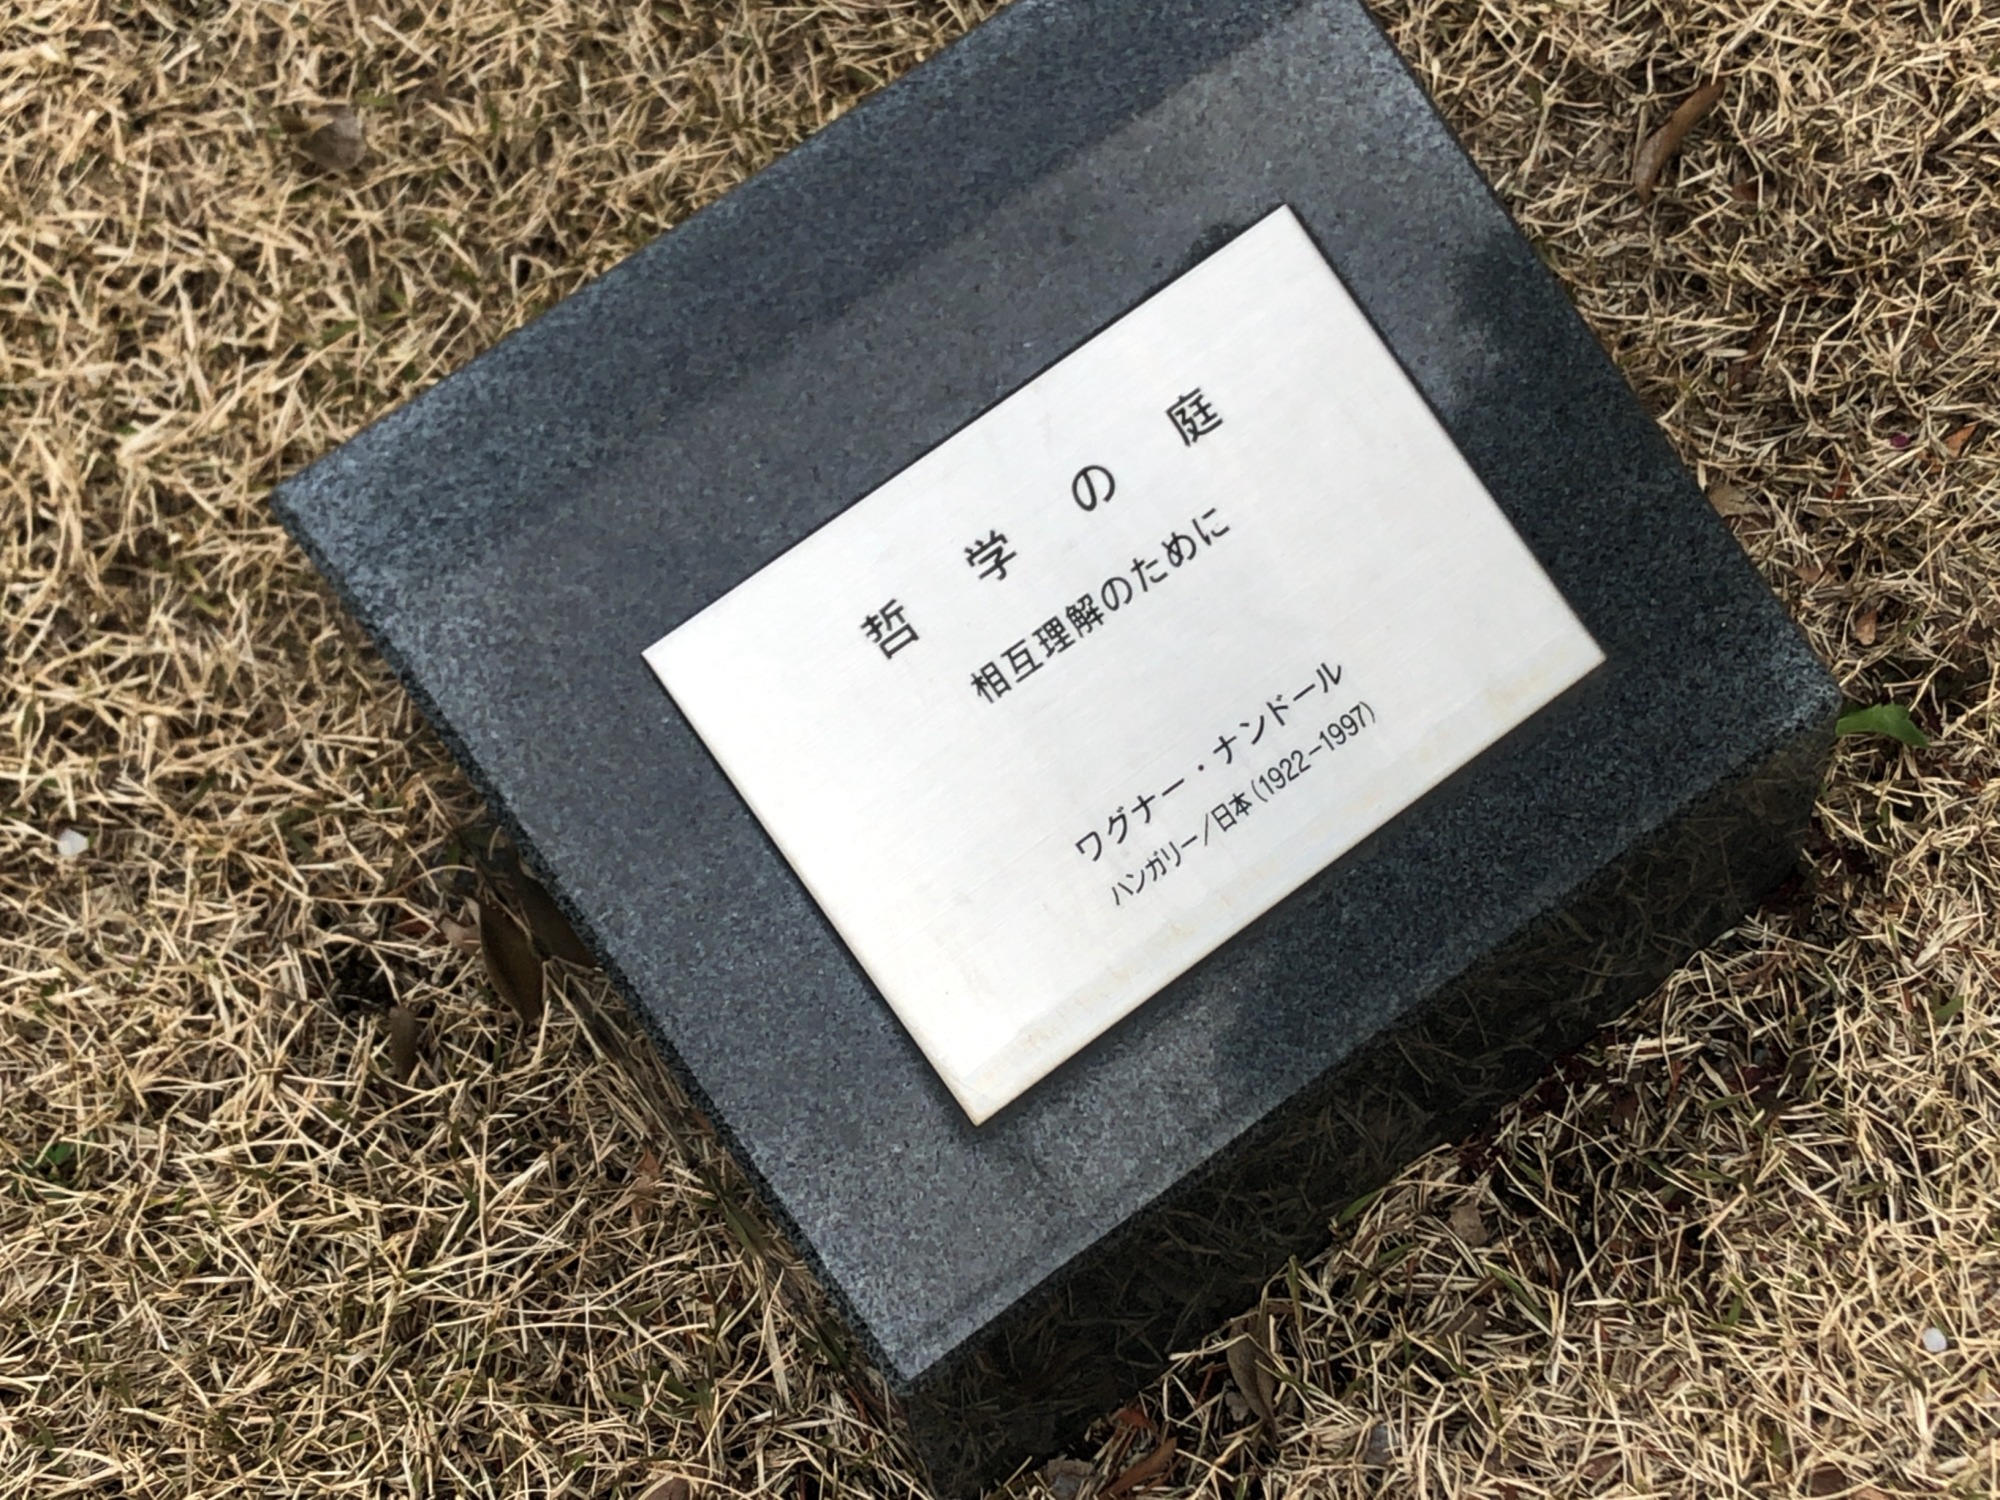 哲学の庭
相互理解のために
ワグナー・ナンドール
ハンガリー/日本(1922-1997)